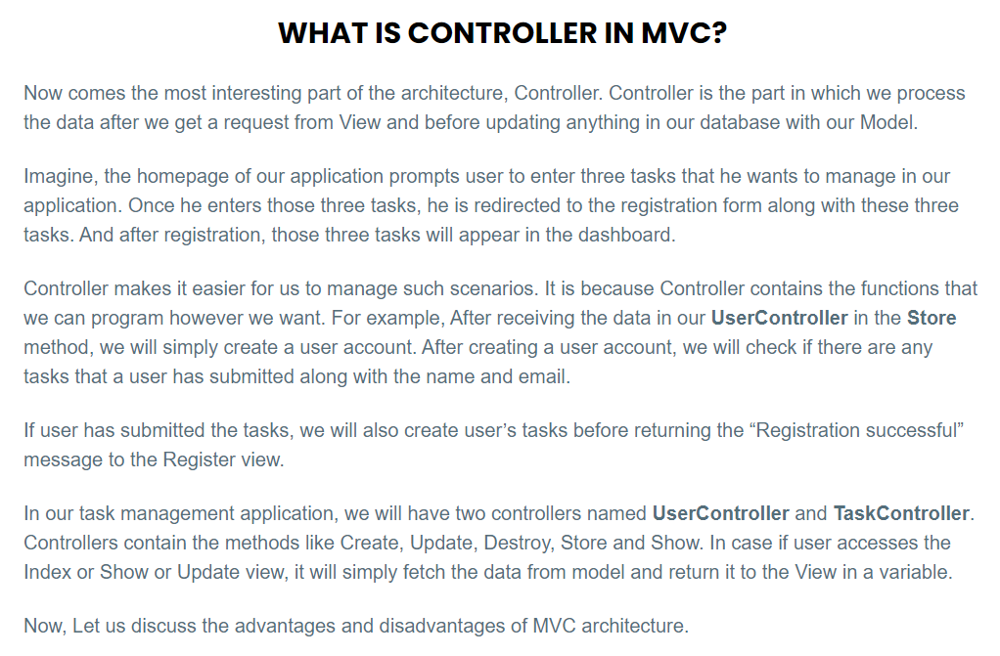 WHAT IS CONTROLLER IN MVC?
Now comes the most interesting part of the architecture, Controller. Controller is the part in which we process
the data after we get a request from View and before updating anything in our database with our Model.
Imagine, the homepage of our application prompts user to enter three tasks that he wants to manage in our
application. Once he enters those three tasks, he is redirected to the registration form along with these three
tasks. And after registration, those three tasks will appear in the dashboard.
Controller makes it easier for us to manage such scenarios. It is because Controller contains the functions that
we can program however we want. For example, After receiving the data in our UserController in the Store
method, we will simply create a user account. After creating a user account, we will check if there are any
tasks that a user has submitted along with the name and email.
If user has submitted the tasks, we will also create user’s tasks before returning the “Registration successful”
message to the Register view.
In our task management application, we will have two controllers named UserController and TaskController.
Controllers contain the methods like Create, Update, Destroy, Store and Show. In case if user accesses the
Index or Show or Update view, it will simply fetch the data from model and return it to the View in a variable.
Now, Let us discuss the advantages and disadvantages of MVC architecture.